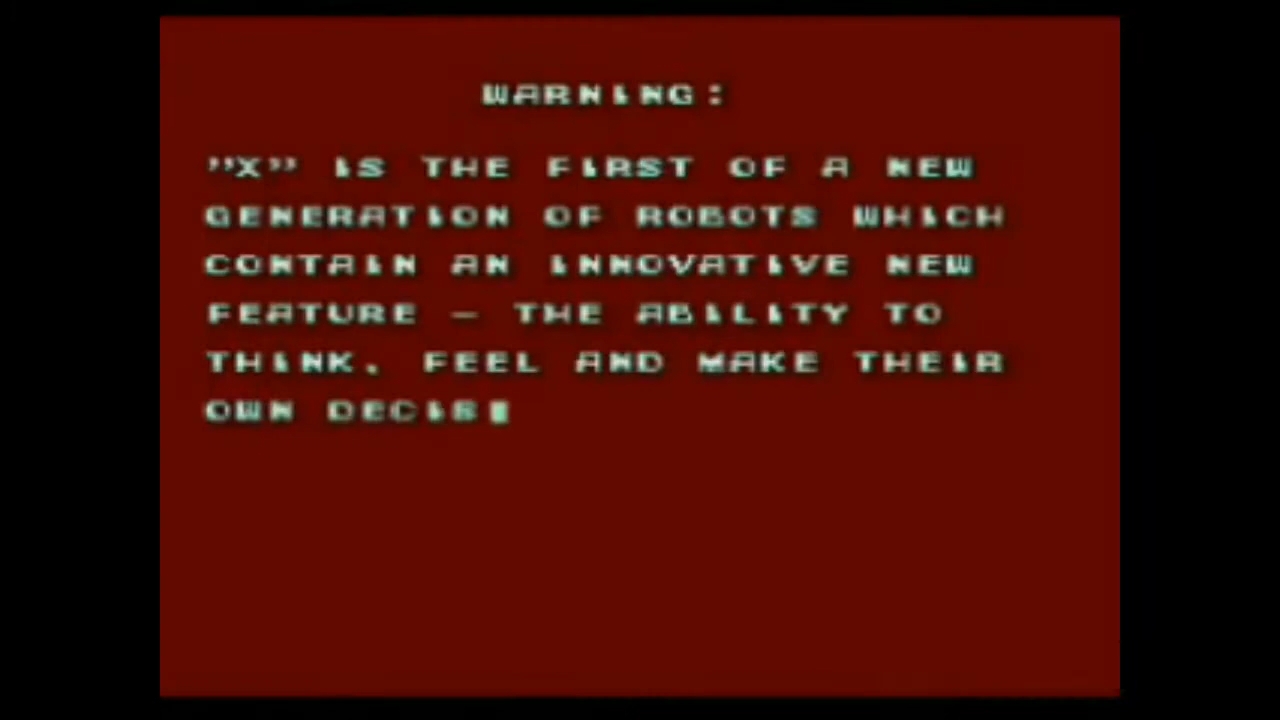 WARNING:
"X" IS THE FIRST OF A NEW
GENERATION OF ROBOTS WHICH
CONTAIN AN INNOVATIVE NEW
FEATURE - THE ABILITY TO
THINK, FEEL AND MAKE THEIR
OWN DECIS